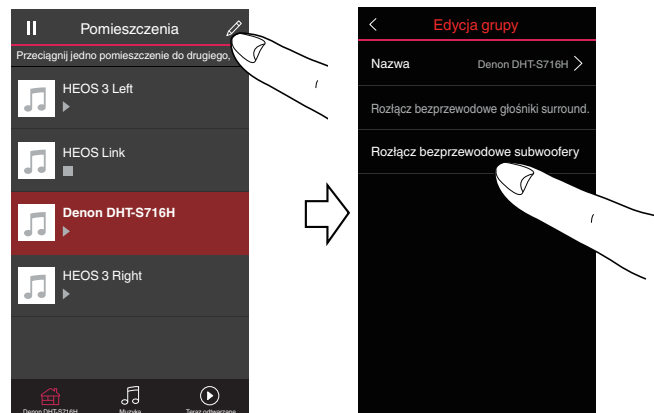 Pomieszczenia
Przeciągnij jedno pomieszczenie do drugiego,
HEOS 3 Left
HEOS Link
Denon DHT-S716H
HEOS 3 Right
Denon DHT-S716H
Muzyka
Teraz odtwarzane
Edycja grupy
Nazwa
Denon DHT-S716H
Rozłącz bezprzewodowe głośniki surround.
Rozłącz bezprzewodowe subwoofery